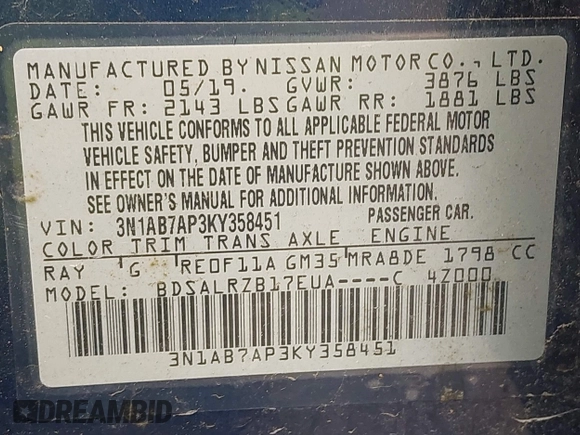 MANUFACTURED BY NISSAN MOTOR CO., LTD.
DATE: 05/19. GVWR: 3876 LBS
GAWR FR: 2143 LBS GAWR RR: 1881 LBS
THIS VEHICLE CONFORMS TO ALL APPLICABLE FEDERAL MOTOR
VEHICLE SAFETY, BUMPER AND THEFT PREVENTION STANDARDS
IN EFFECT ON THE DATE OF MANUFACTURE SHOWN ABOVE.
SEE OWNER'S MANUAL FOR ADDITIONAL INFORMATION.
VIN: 3N1AB7AP3KY358451 PASSENGER CAR.
COLOR TRIM TRANS AXLE ENGINE
RAY G RE0F11A GM35 MRA8DE 1798 CC
MODEL: BDSALRZB17EUA----C 4Z000
3N1AB7AP3KY358451
DREAMBID